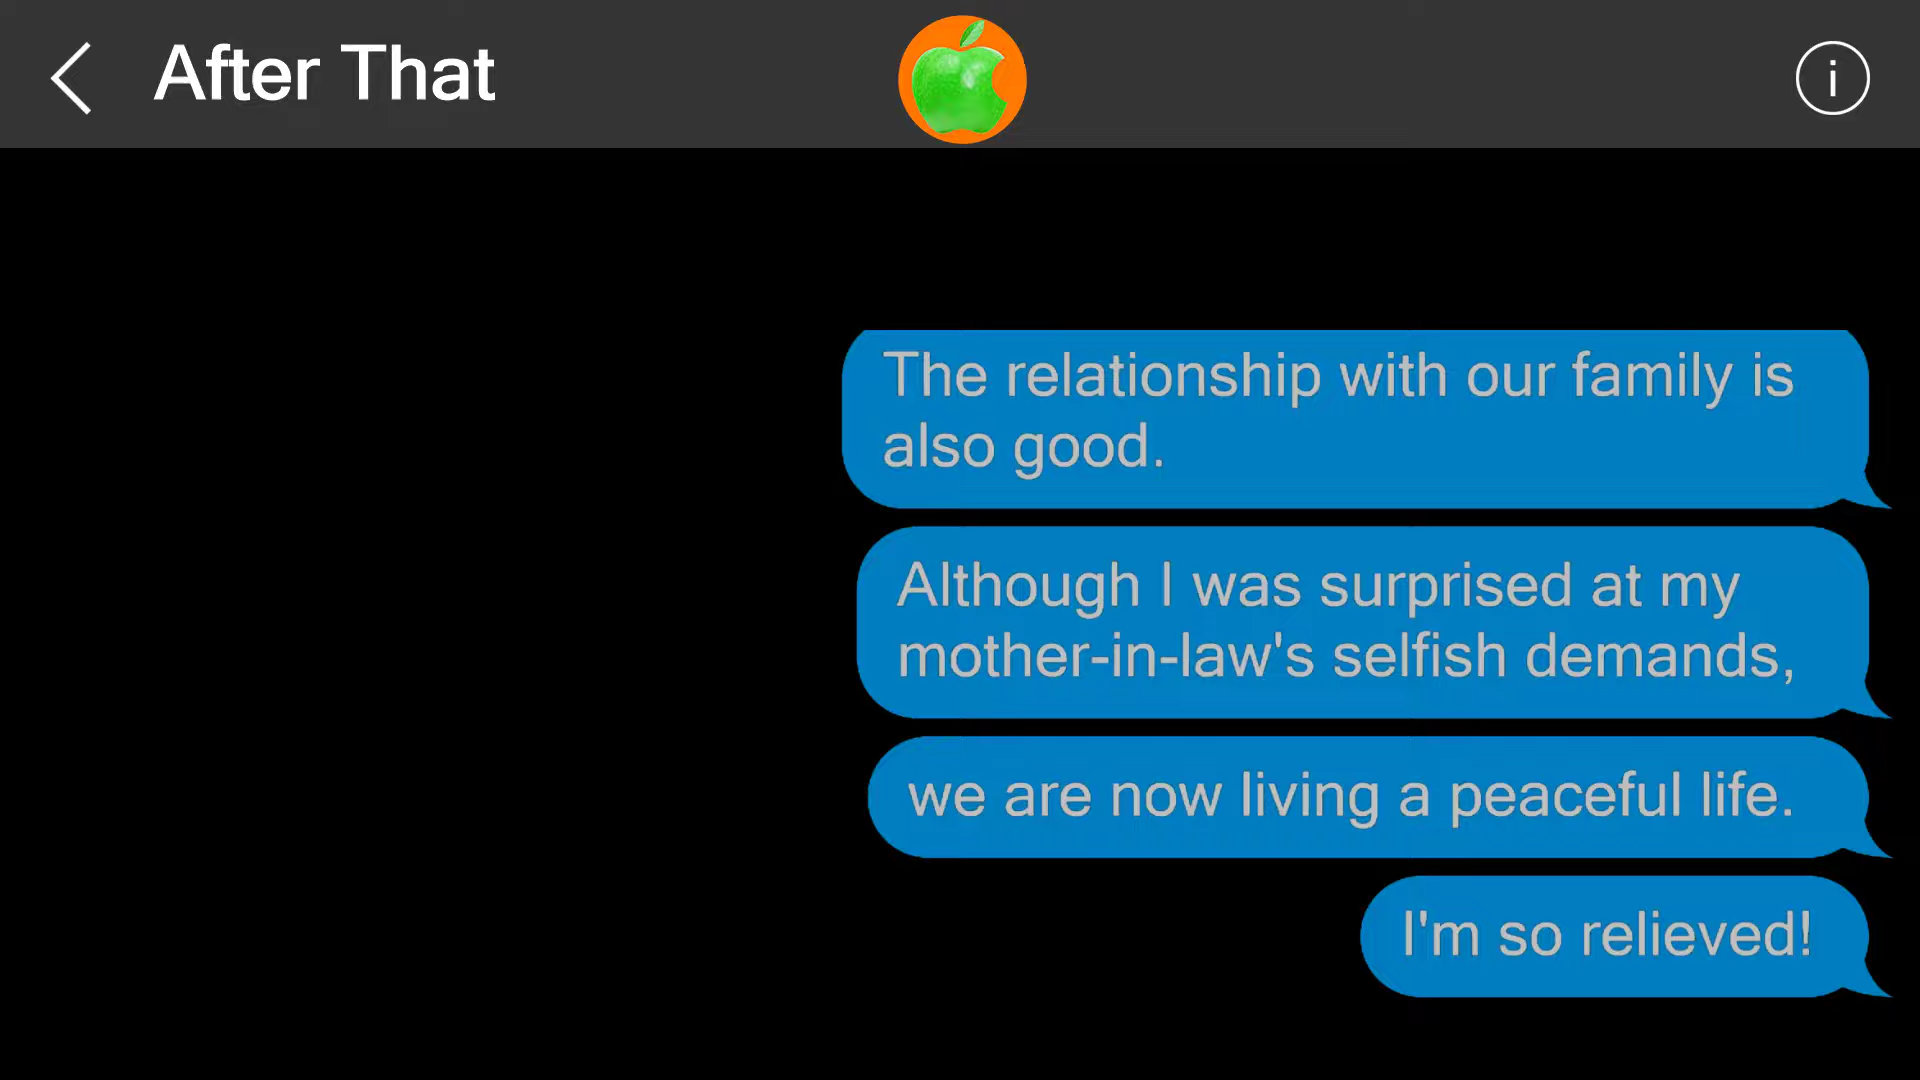 After That
The relationship with our family is
also good.
Although I was surprised at my
mother-in-law's selfish demands,
we are now living a peaceful life.
I'm so relieved!